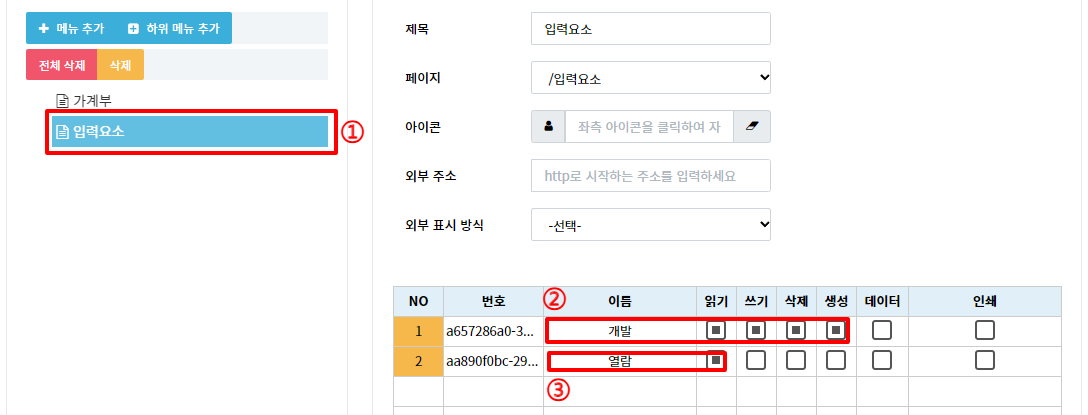 메뉴 추가 하위 메뉴 추가
전체 삭제 삭제
가계부
입력요소
①
제목 입력요소
페이지 /입력요소
아이콘 좌측 아이콘을 클릭하여 자
외부 주소 http로 시작하는 주소를 입력하세요
외부 표시 방식 -선택-
②
NO 번호 이름 읽기 쓰기 삭제 생성 데이터 인쇄
1 a657286a0-3... 개발
2 aa890f0bc-29... 열람
③